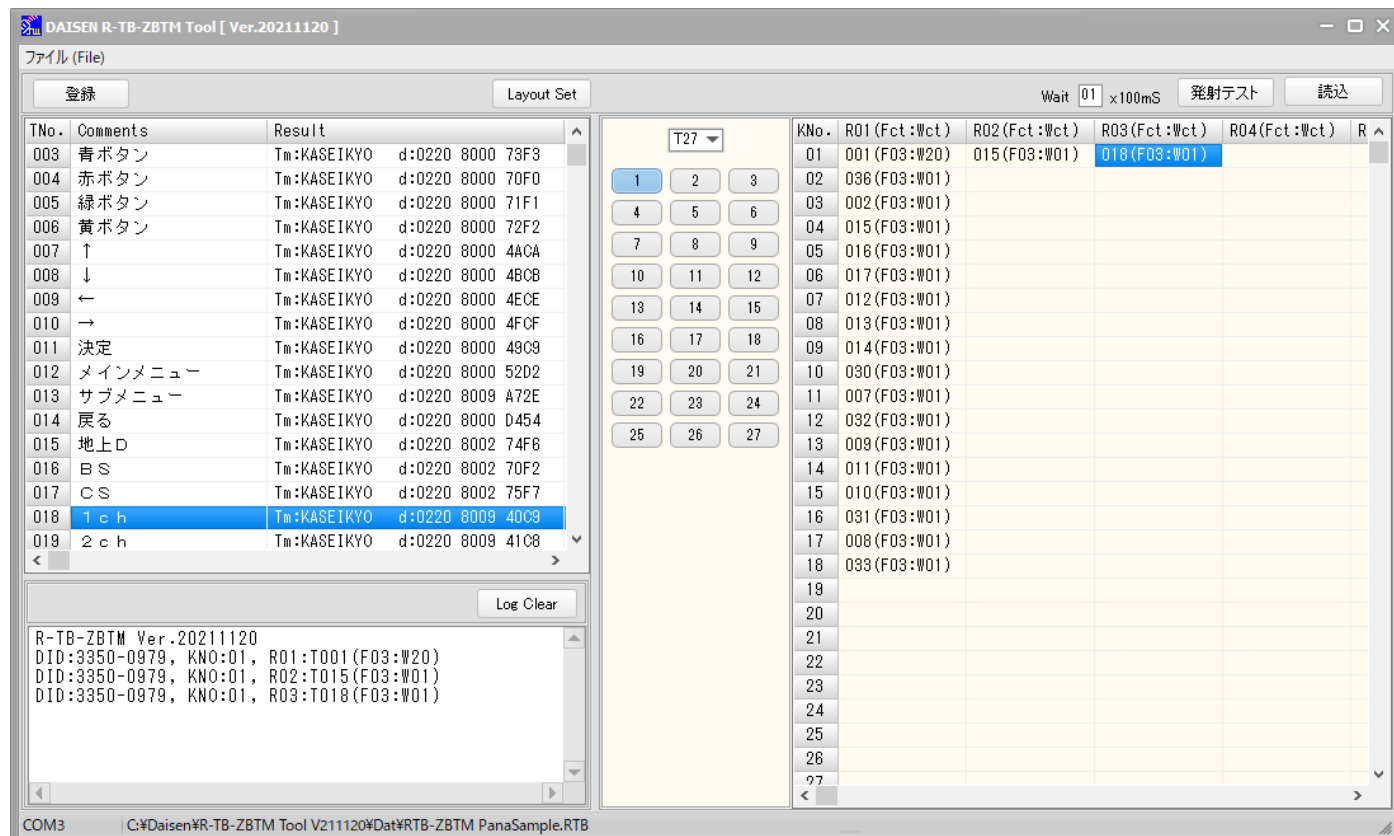 DAISEN R-TB-ZBTM Tool [ Ver.20211120 ]
ファイル (File)
登録
Layout Set
Wait 01 x100mS
発射テスト
読込
TNo. Comments Result
003 青ボタン Tm:KASEIKYO d:0220 8000 73F3
004 赤ボタン Tm:KASEIKYO d:0220 8000 70F0
005 緑ボタン Tm:KASEIKYO d:0220 8000 71F1
006 黄ボタン Tm:KASEIKYO d:0220 8000 72F2
007 ↑ Tm:KASEIKYO d:0220 8000 4ACA
008 ↓ Tm:KASEIKYO d:0220 8000 4BCB
009 ← Tm:KASEIKYO d:0220 8000 4ECE
010 → Tm:KASEIKYO d:0220 8000 4FCF
011 決定 Tm:KASEIKYO d:0220 8000 49C9
012 メインメニュー Tm:KASEIKYO d:0220 8000 52D2
013 サブメニュー Tm:KASEIKYO d:0220 8009 A72E
014 戻る Tm:KASEIKYO d:0220 8000 D454
015 地上D Tm:KASEIKYO d:0220 8002 74F6
016 BS Tm:KASEIKYO d:0220 8002 70F2
017 CS Tm:KASEIKYO d:0220 8002 75F7
018 1ch Tm:KASEIKYO d:0220 8009 40C9
019 2ch Tm:KASEIKYO d:0220 8009 41C8
Log Clear
R-TB-ZBTM Ver.20211120
DID:3350-0979, KNO:01, R01:T001(F03:W20)
DID:3350-0979, KNO:01, R02:T015(F03:W01)
DID:3350-0979, KNO:01, R03:T018(F03:W01)
T27
1 2 3
4 5 6
7 8 9
10 11 12
13 14 15
16 17 18
19 20 21
22 23 24
25 26 27
KNo. R01(Fct:Wct) R02(Fct:Wct) R03(Fct:Wct) R04(Fct:Wct) R
01 001(F03:W20) 015(F03:W01) 018(F03:W01)
02 036(F03:W01)
03 002(F03:W01)
04 015(F03:W01)
05 016(F03:W01)
06 017(F03:W01)
07 012(F03:W01)
08 013(F03:W01)
09 014(F03:W01)
10 030(F03:W01)
11 007(F03:W01)
12 032(F03:W01)
13 009(F03:W01)
14 011(F03:W01)
15 010(F03:W01)
16 031(F03:W01)
17 008(F03:W01)
18 033(F03:W01)
19
20
21
22
23
24
25
26
27
COM3 C:¥Daisen¥R-TB-ZBTM Tool V211120¥Dat¥RTB-ZBTM PanaSample.RTB